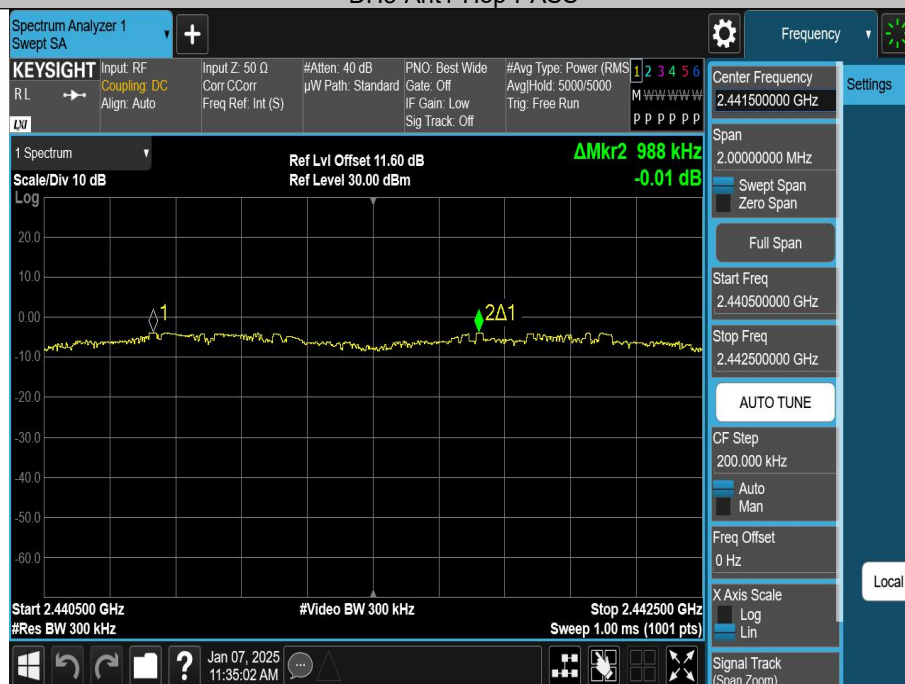 DH5 Ant1 Hop PASS
Spectrum Analyzer 1
Swept SA
Frequency
KEYSIGHT
RL
LXI
Input: RF
Coupling: DC
Align: Auto
Input Z: 50 Ω
Corr CCorr
Freq Ref: Int (S)
#Atten: 40 dB
µW Path: Standard
PNO: Best Wide
Gate: Off
IF Gain: Low
Sig Track: Off
#Avg Type: Power (RMS
Avg|Hold: 5000/5000
Trig: Free Run
1 2 3 4 5 6
M W W W W W
P P P P P P
Center Frequency
2.441500000 GHz
Settings
Span
2.00000000 MHz
Swept Span
Zero Span
Full Span
Start Freq
2.440500000 GHz
Stop Freq
2.442500000 GHz
AUTO TUNE
CF Step
200.000 kHz
Auto
Man
Freq Offset
0 Hz
Local
X Axis Scale
Log
Lin
Signal Track
(Span Zoom)
1 Spectrum
Scale/Div 10 dB
Log
Ref Lvl Offset 11.60 dB
Ref Level 30.00 dBm
ΔMkr2 988 kHz
-0.01 dB
20.0
10.0
0.00
-10.0
-20.0
-30.0
-40.0
-50.0
-60.0
1
2Δ1
Start 2.440500 GHz
#Res BW 300 kHz
#Video BW 300 kHz
Stop 2.442500 GHz
Sweep 1.00 ms (1001 pts)
?
Jan 07, 2025
11:35:02 AM